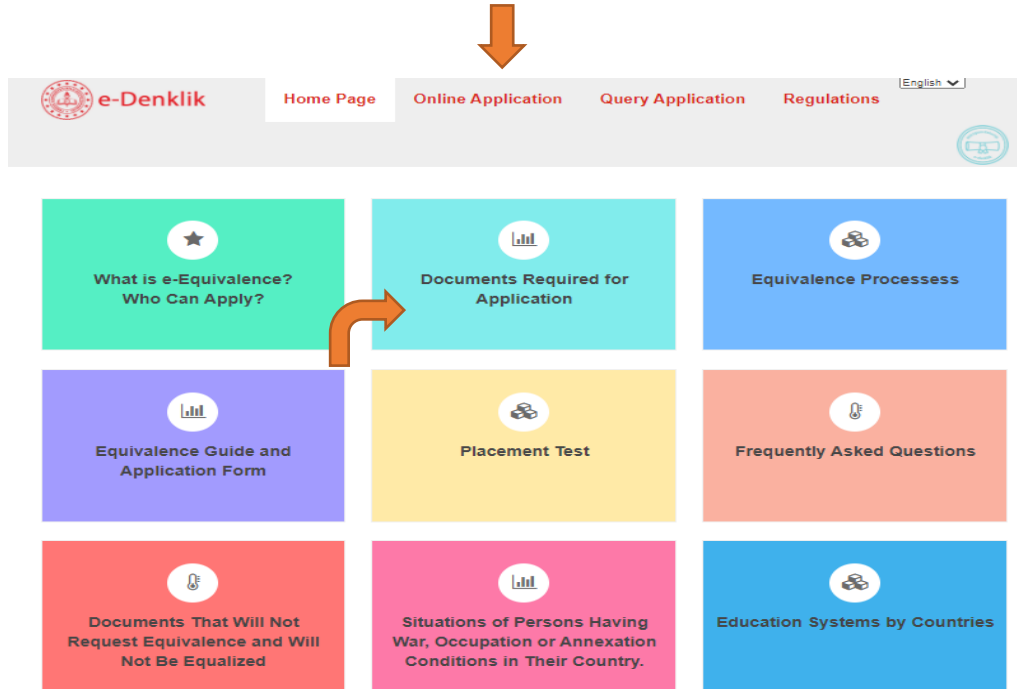 e-Denklik
Home Page
Online Application
Query Application
Regulations
English
What is e-Equivalence?
Who Can Apply?
Documents Required for
Application
Equivalence Processess
Equivalence Guide and
Application Form
Placement Test
Frequently Asked Questions
Documents That Will Not
Request Equivalence and Will
Not Be Equalized
Situations of Persons Having
War, Occupation or Annexation
Conditions in Their Country.
Education Systems by Countries